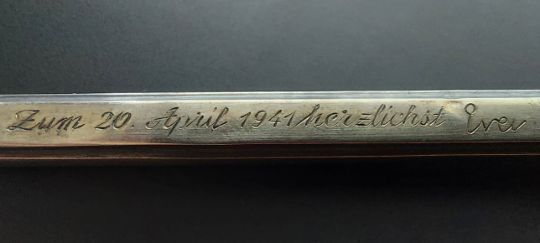 Zum 20. April 1941 herzlichst Eva